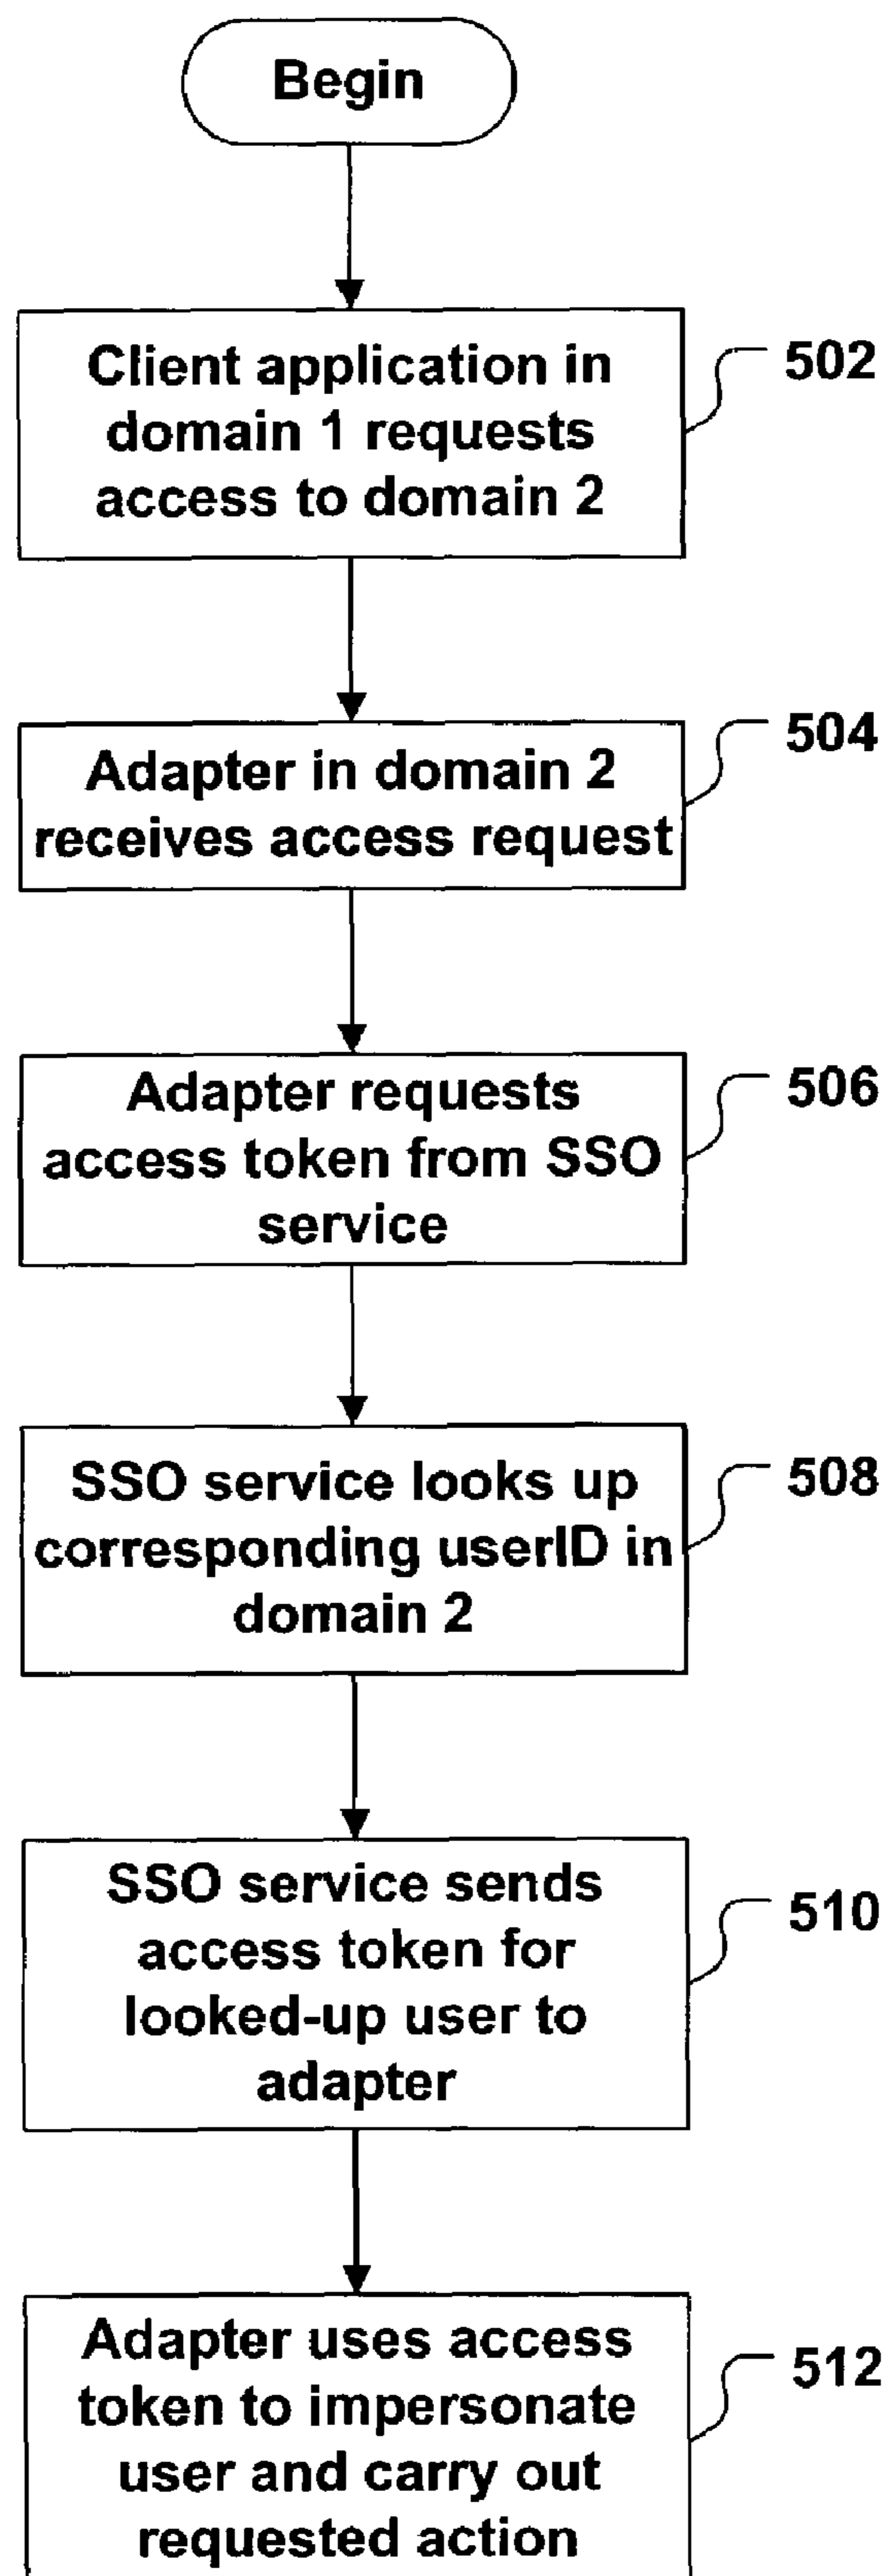 Begin
Client application in
domain 1 requests
access to domain 2
502
Adapter in domain 2
receives access request
504
Adapter requests
access token from SSO
service
506
SSO service looks up
corresponding userID in
domain 2
508
SSO service sends
access token for
looked-up user to
adapter
510
Adapter uses access
token to impersonate
user and carry out
requested action
512